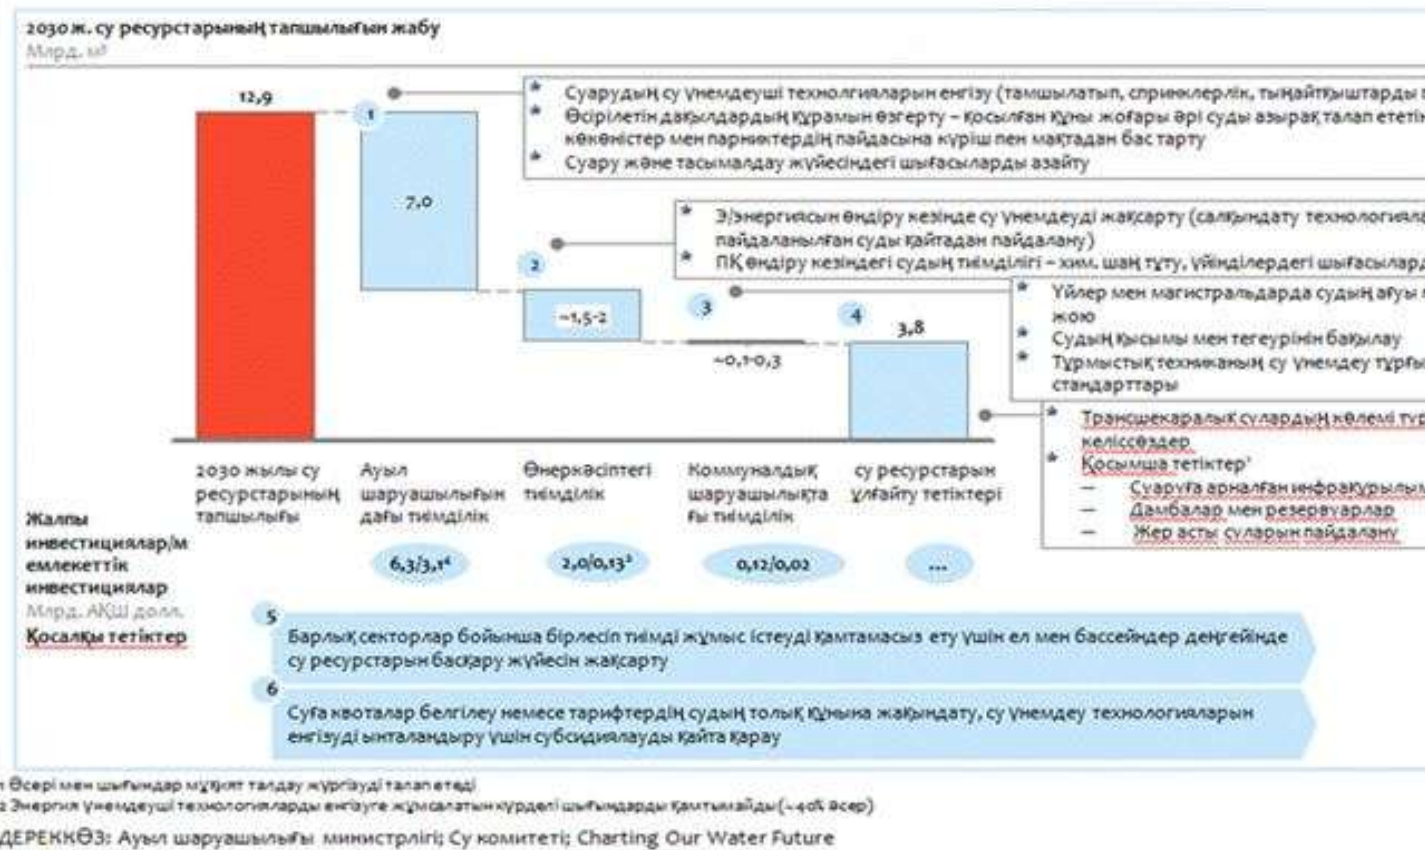 2030 ж. су ресурстарының тапшылығын жабу
Млрд. м³
12,9
1
7,0
* Суарудың су үнемдеуші технолгияларын енгізу (тамшылатып, спринклерлік, тыңайтқыштарды
* Өсірілетін дақылдардың құрамын өзгерту – қосылған құны жоғары әрі суды азырақ талап ететін
көкөністер мен парниктердің пайдасына күріш пен мақтадан бас тарту
* Суару және тасымалдау жүйесіндегі шығасыларды азайту
2
~1,5-2
* Э/энергиясын өндіру кезінде су үнемдеуді жақсарту (салқындату
пайдаланылған суды қайтадан пайдалану)
* ПҚ өндіру кезіндегі судың тиімділігі – хим. шаң тұту, үйінділердегі
3
~0,1-0,3
* Үйлер мен магистральдарда судың ағуы
жою
* Судың қысымы мен тегеурінін бақылау
* Тұрмыстық техниканың су үнемдеу
стандарттары
4
3,8
* Трансшекаралық сулардың көлемі
келіссөздер
* Қосымша тетіктер¹
— Суаруға арналған
— Дамбалар мен резервуарлар
— Жер асты суларын пайдалану
2030 жылы су
ресурстарының
тапшылығы
Ауыл
шаруашылығын
дағы тиімділік
Өнеркәсіптегі
тиімділік
Коммуналдық
шаруашылықта
ғы тиімділік
су ресурстарын
ұлғайту тетіктері
Жалпы
инвестициялар/м
емлекеттік
инвестициялар
Млрд. АҚШ долл.
6,3/3,1⁴
2,0/0,13²
0,12/0,02
...
Қосалқы тетіктер
5
Барлық секторлар бойынша бірлесіп тиімді жұмыс істеуді қамтамасыз ету үшін ел мен бассейндер деңгейінде
су ресурстарын басқару жүйесін жақсарту
6
Суға квоталар белгілеу немесе тарифтердің судың толық құнына жақындату, су үнемдеу технологияларын
енгізуді ынталандыру үшін субсидиялауды қайта қарау
1 Әсері мен шығындар мұқият талдау жүргізуді талап етеді
2 Энергия үнемдеуші технологияларды енгізуге жұмсалатын күрделі шығындарды қамтымайды (~40% әсер)
ДЕРЕККӨЗ: Ауыл шаруашылығы министрлігі; Су комитеті; Charting Our Water Future